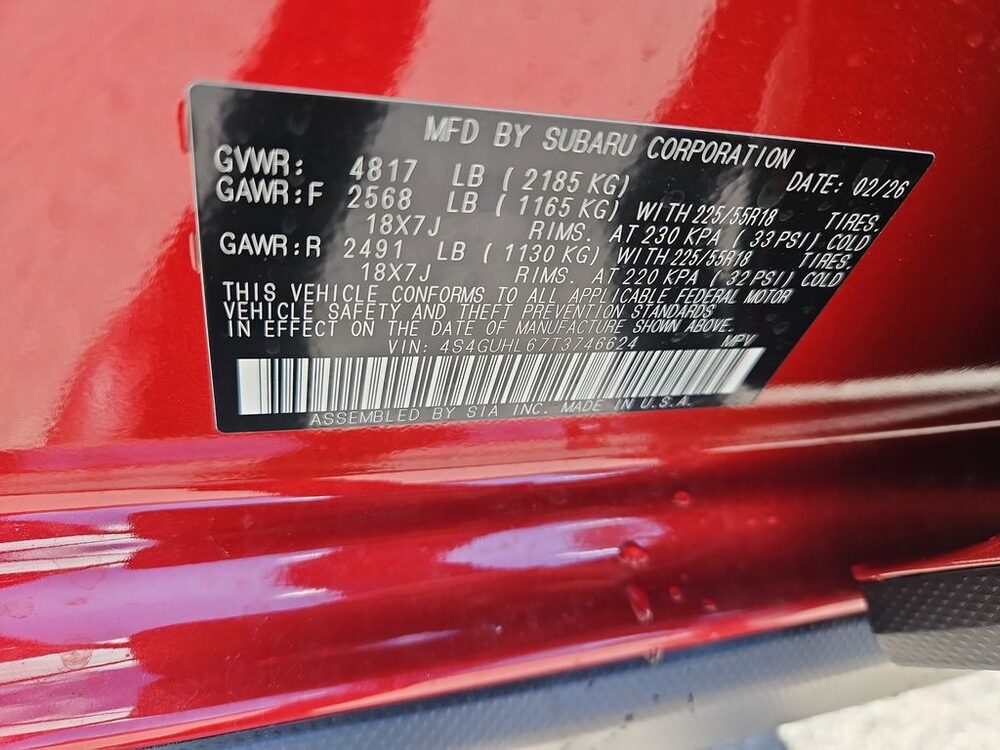 MFD BY SUBARU CORPORATION
GVWR: 4817 LB ( 2185 KG) DATE: 02/26
GAWR:F 2568 LB ( 1165 KG) WITH 225/55R18 TIRES.
18X7J RIMS. AT 230 KPA ( 33 PSI) COLD
GAWR:R 2491 LB ( 1130 KG) WITH 225/55R18 TIRES.
18X7J RIMS. AT 220 KPA ( 32 PSI) COLD
THIS VEHICLE CONFORMS TO ALL APPLICABLE FEDERAL MOTOR
VEHICLE SAFETY AND THEFT PREVENTION STANDARDS
IN EFFECT ON THE DATE OF MANUFACTURE SHOWN ABOVE.
VIN: 4S4GUHL67T3746624 MPV
ASSEMBLED BY SIA INC. MADE IN U.S.A.